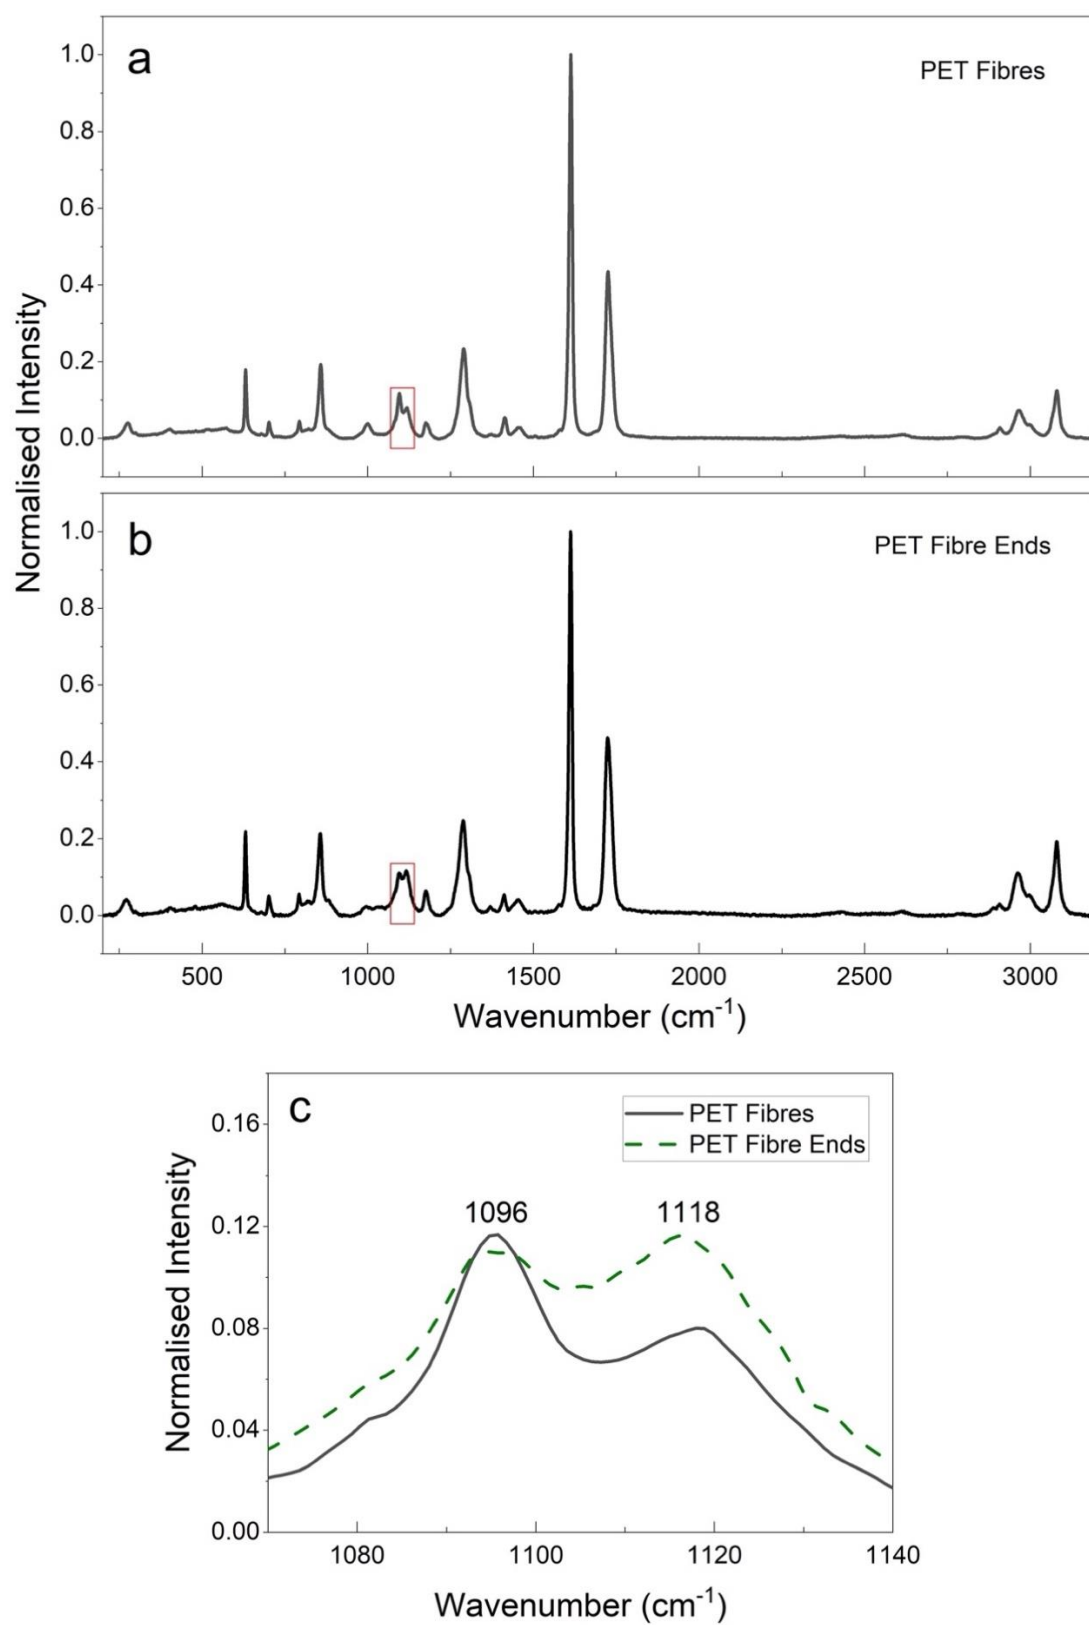 a
PET Fibres
1.0
0.8
0.6
0.4
0.2
0.0
b
PET Fibre Ends
1.0
0.8
0.6
0.4
0.2
0.0
Normalised Intensity
500 1000 1500 2000 2500 3000
Wavenumber (cm-1)
c
PET Fibres
PET Fibre Ends
1096 1118
0.16
0.12
0.08
0.04
0.00
Normalised Intensity
1080 1100 1120 1140
Wavenumber (cm-1)